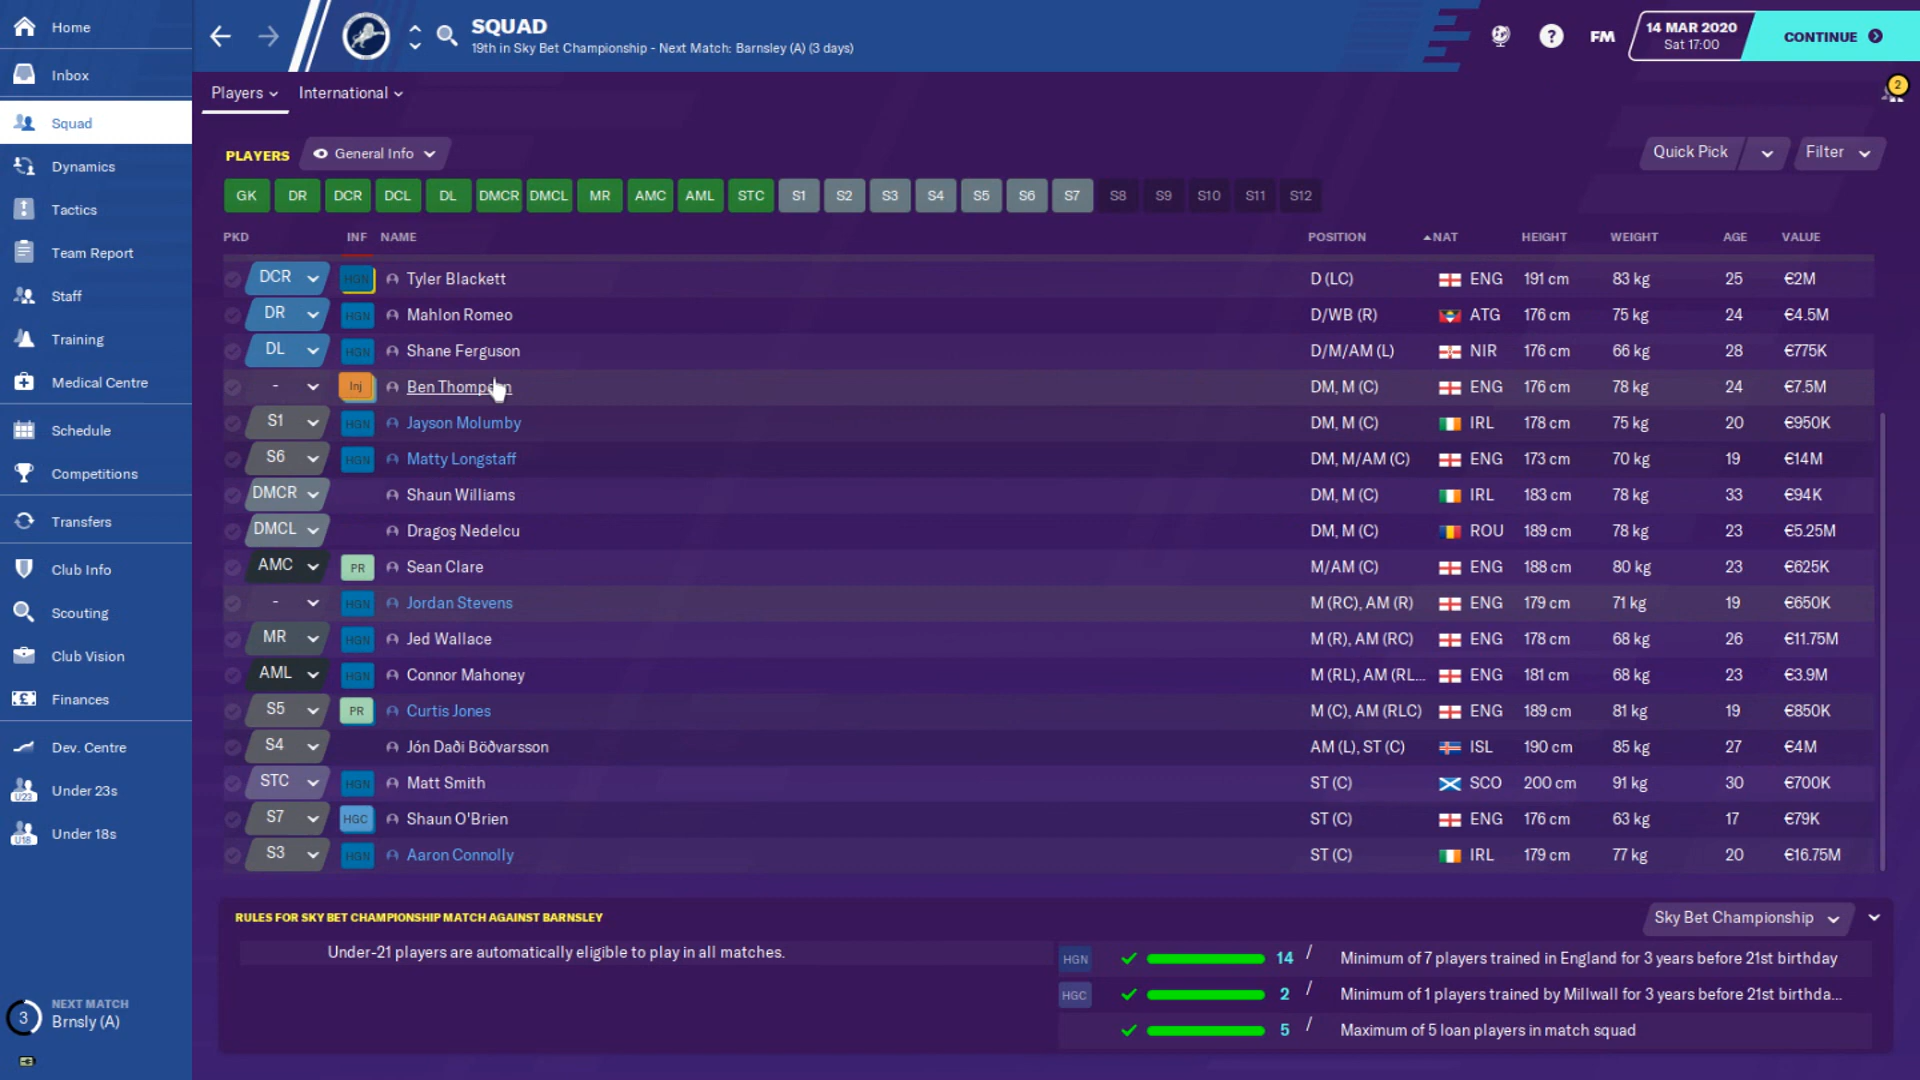 Home
Inbox
Squad
Dynamics
Tactics
Team Report
Staff
Training
Medical Centre
Schedule
Competitions
Transfers
Club Info
Scouting
Club Vision
Finances
Dev. Centre
U23 Under 23s
U18 Under 18s
3 NEXT MATCH
Brnsly (A)
SQUAD
19th in Sky Bet Championship - Next Match: Barnsley (A) (3 days)
? FM 14 MAR 2020 CONTINUE
Sat 17:00
Players International 2
PLAYERS General Info Quick Pick Filter
GK DR DCR DCL DL DMCR DMCL MR AMC AML STC S1 S2 S3 S4 S5 S6 S7 S8 S9 S10 S11 S12
PKD INF NAME POSITION NAT HEIGHT WEIGHT AGE VALUE
DCR HGN Tyler Blackett D (LC) ENG 191 cm 83 kg 25 €2M
DR HGN Mahlon Romeo D/WB (R) ATG 176 cm 75 kg 24 €4.5M
DL HGN Shane Ferguson D/M/AM (L) NIR 176 cm 66 kg 28 €775K
- Inj Ben Thompson DM, M (C) ENG 176 cm 78 kg 24 €7.5M
S1 HGN Jayson Molumby DM, M (C) IRL 178 cm 75 kg 20 €950K
S6 HGN Matty Longstaff DM, M/AM (C) ENG 173 cm 70 kg 19 €14M
DMCR Shaun Williams DM, M (C) IRL 183 cm 78 kg 33 €94K
DMCL Dragoş Nedelcu DM, M (C) ROU 189 cm 78 kg 23 €5.25M
AMC PR Sean Clare M/AM (C) ENG 188 cm 80 kg 23 €625K
- HGN Jordan Stevens M (RC), AM (R) ENG 179 cm 71 kg 19 €650K
MR HGN Jed Wallace M (R), AM (RC) ENG 178 cm 68 kg 26 €11.75M
AML HGN Connor Mahoney M (RL), AM (RL... ENG 181 cm 68 kg 23 €3.9M
S5 PR Curtis Jones M (C), AM (RLC) ENG 189 cm 81 kg 19 €850K
S4 Jón Daði Böðvarsson AM (L), ST (C) ISL 190 cm 85 kg 27 €4M
STC HGN Matt Smith ST (C) SCO 200 cm 91 kg 30 €700K
S7 HGC Shaun O'Brien ST (C) ENG 176 cm 63 kg 17 €79K
S3 HGN Aaron Connolly ST (C) IRL 179 cm 77 kg 20 €16.75M
RULES FOR SKY BET CHAMPIONSHIP MATCH AGAINST BARNSLEY Sky Bet Championship
Under-21 players are automatically eligible to play in all matches.
HGN 14 / Minimum of 7 players trained in England for 3 years before 21st birthday
HGC 2 / Minimum of 1 players trained by Millwall for 3 years before 21st birthda...
5 / Maximum of 5 loan players in match squad